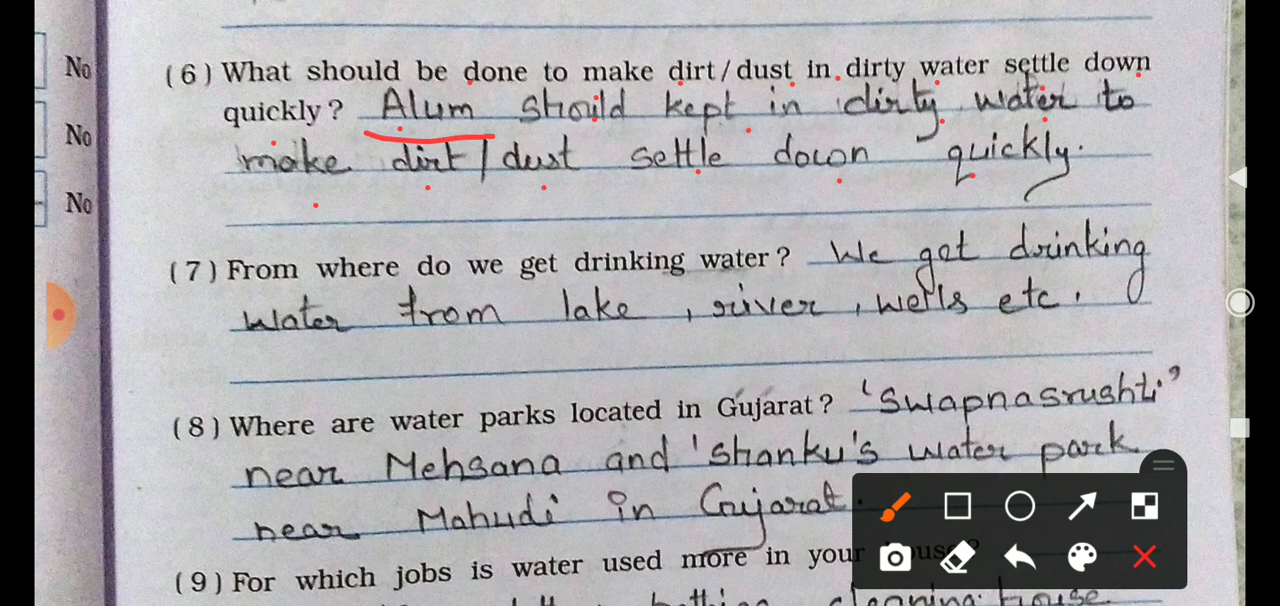 No
(6) What should be done to make dirt/dust in dirty water settle down
quickly? Alum should kept in dirty water to
No
make dirt/dust settle down quickly.
No
(7) From where do we get drinking water? We get drinking
water from lake, river, wells etc.
(8) Where are water parks located in Gujarat? 'Swapnasrushti'
near Mehsana and 'shanku's water park
near Mahudi in Gujarat.
(9) For which jobs is water used more in your house?
cleaning house